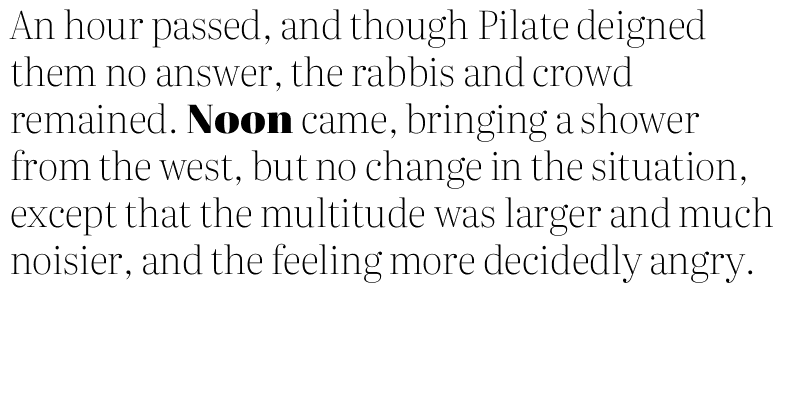 An hour passed, and though Pilate deigned
them no answer, the rabbis and crowd
remained. Noon came, bringing a shower
from the west, but no change in the situation,
except that the multitude was larger and much
noisier, and the feeling more decidedly angry.